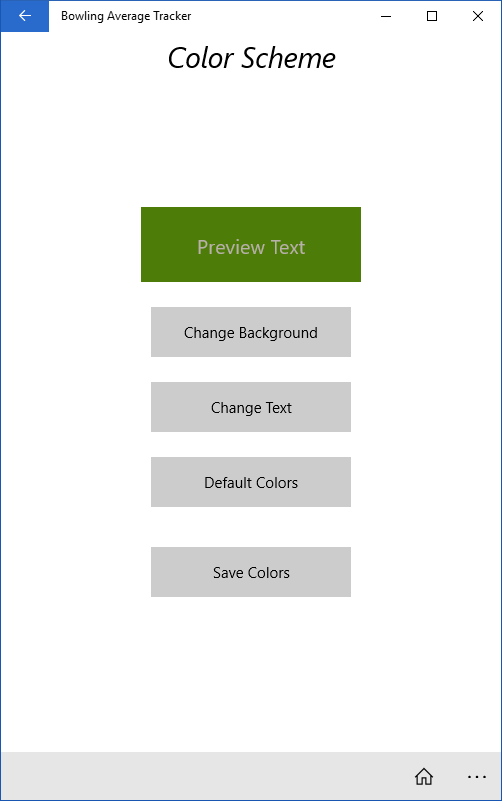 Bowling Average Tracker
Color Scheme
Preview Text
Change Background
Change Text
Default Colors
Save Colors